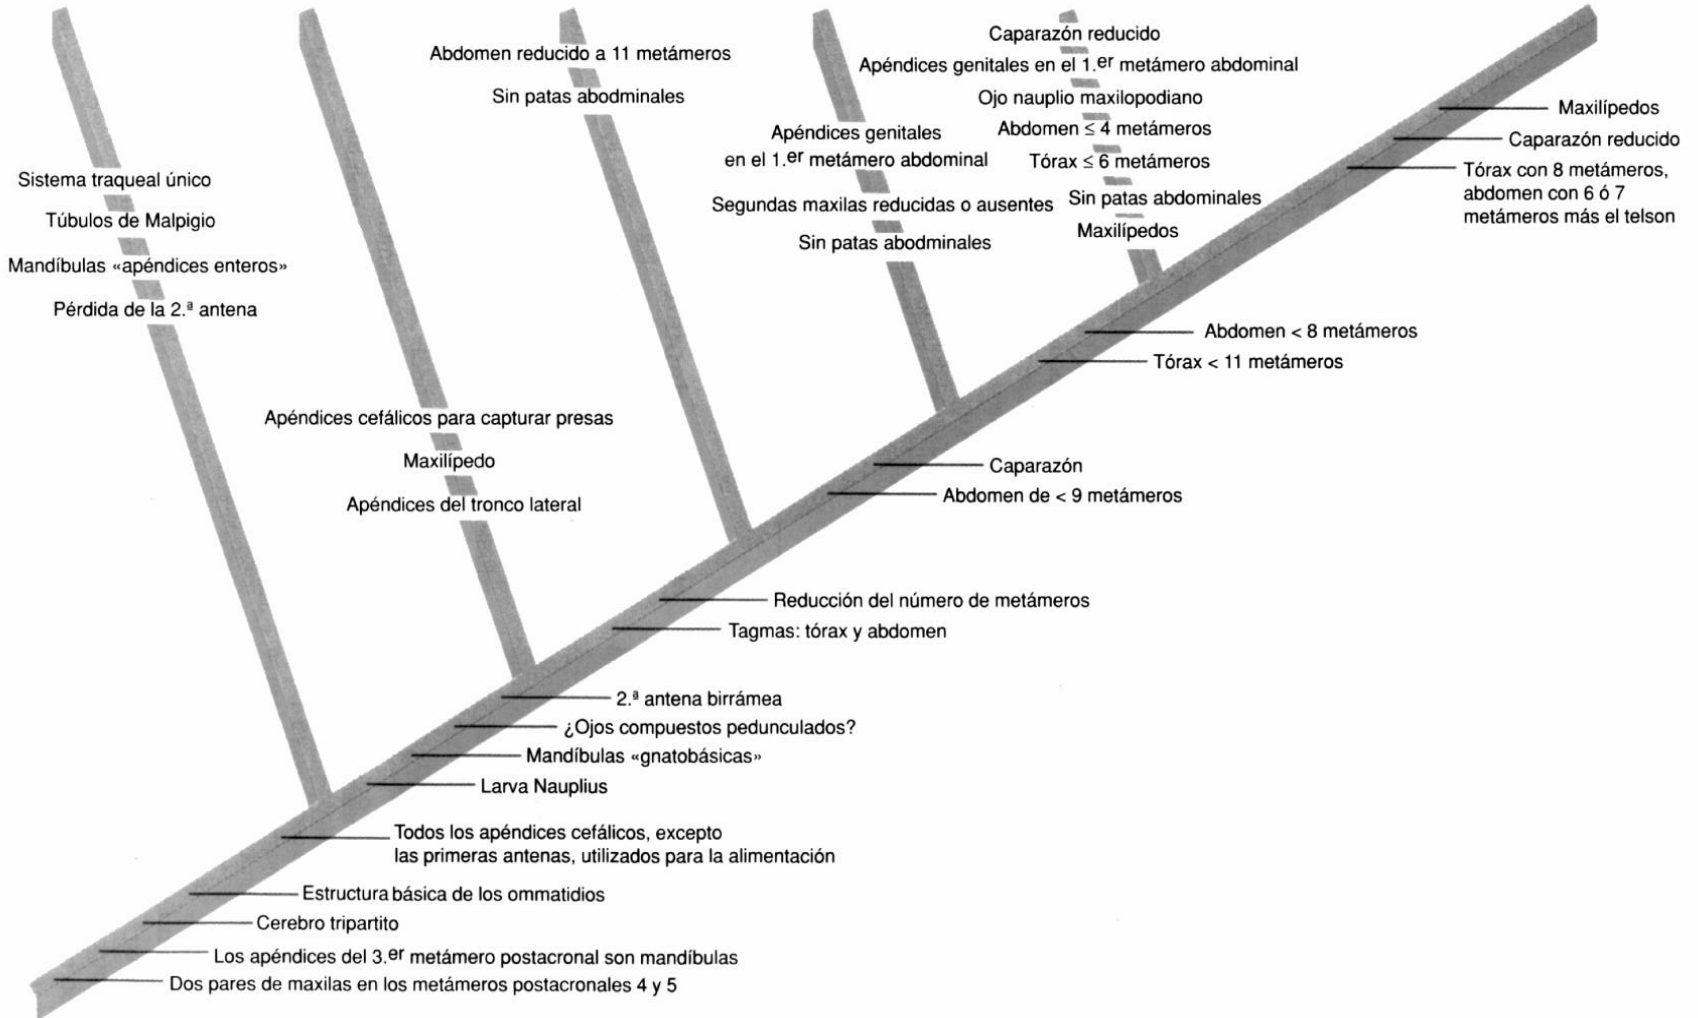 Sistema traqueal único
Túbulos de Malpigio
Mandíbulas «apéndices enteros»
Pérdida de la 2.ª antena
Apéndices cefálicos para capturar presas
Maxilípedo
Apéndices del tronco lateral
Abdomen reducido a 11 metámeros
Sin patas abodminales
Apéndices genitales
en el 1.er metámero abdominal
Segundas maxilas reducidas o ausentes
Sin patas abodminales
Caparazón reducido
Apéndices genitales en el 1.er metámero abdominal
Ojo nauplio maxilopodiano
Abdomen ≤ 4 metámeros
Tórax ≤ 6 metámeros
Sin patas abdominales
Maxilípedos
Maxilípedos
Caparazón reducido
Tórax con 8 metámeros,
abdomen con 6 ó 7
metámeros más el telson
Abdomen < 8 metámeros
Tórax < 11 metámeros
Caparazón
Abdomen de < 9 metámeros
Reducción del número de metámeros
Tagmas: tórax y abdomen
2.ª antena birrámea
¿Ojos compuestos pedunculados?
Mandíbulas «gnatobásicas»
Larva Nauplius
Todos los apéndices cefálicos, excepto
las primeras antenas, utilizados para la alimentación
Estructura básica de los ommatidios
Cerebro tripartito
Los apéndices del 3.er metámero postacronal son mandíbulas
Dos pares de maxilas en los metámeros postacronales 4 y 5